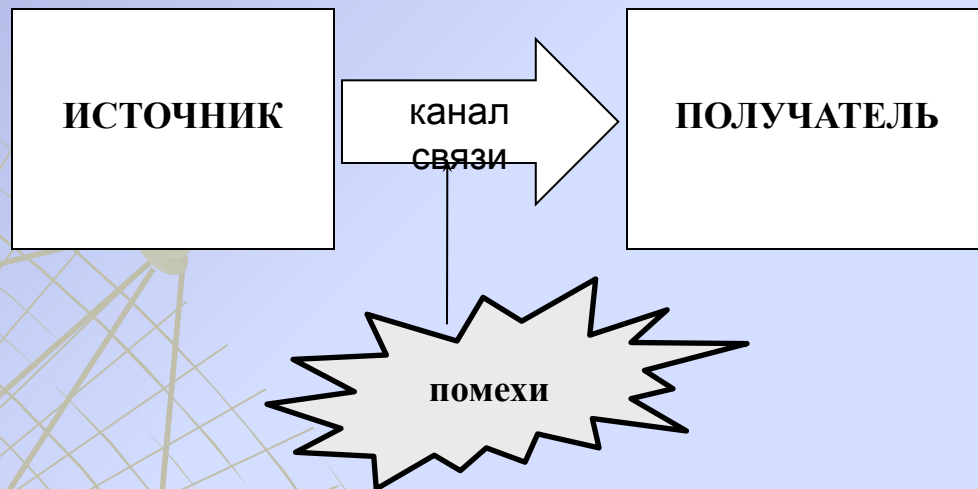 ИСТОЧНИК
канал
связи
ПОЛУЧАТЕЛЬ
помехи